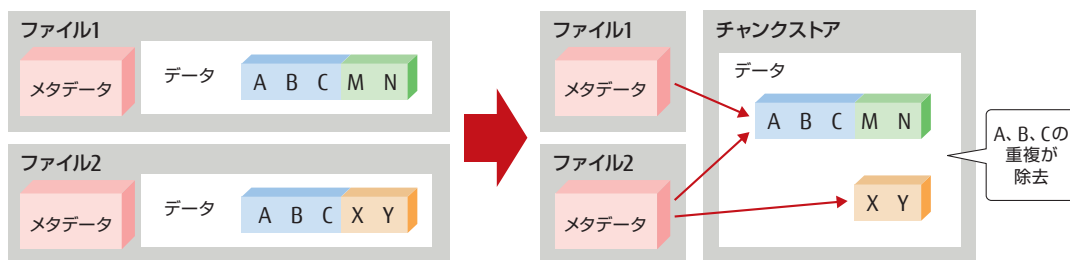 ファイル1
メタデータ
データ
A B C M N
ファイル2
メタデータ
データ
A B C X Y
ファイル1
メタデータ
ファイル2
メタデータ
チャンクストア
データ
A B C M N
X Y
A、B、Cの
重複が
除去